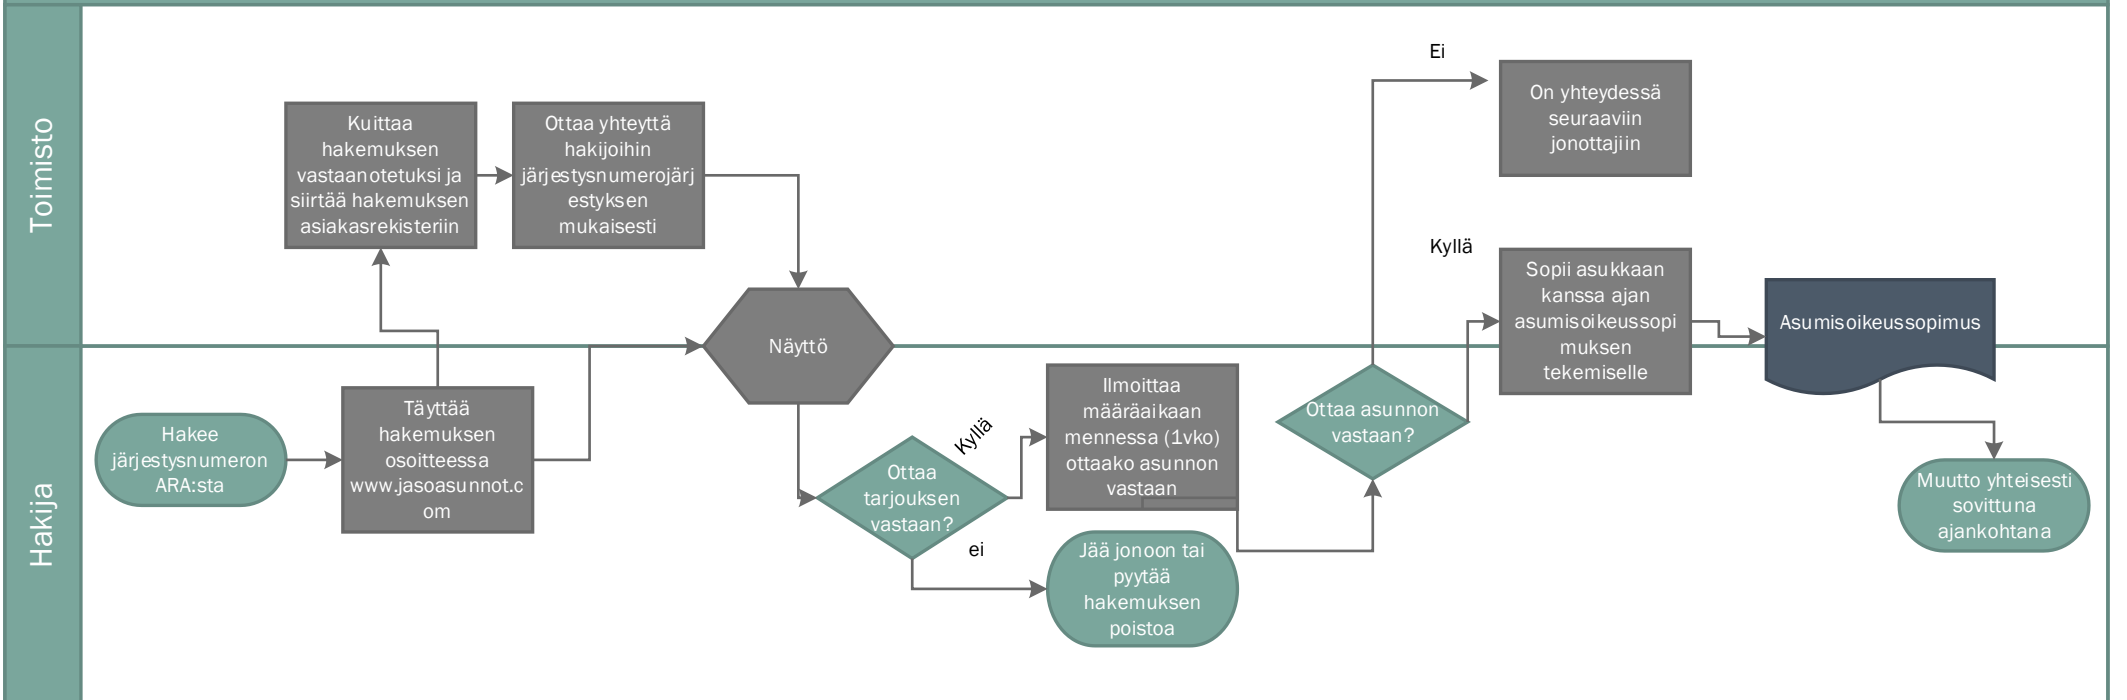 Toimisto
Kuittaa
hakemuksen
vastaanotetuksi ja
siirtää hakemuksen
asiakasrekisteriin
Ottaa yhteyttä
hakijoihin
järjestysnumerojärj
estyksen
mukaisesti
Näyttö
Ei
On yhteydessä
seuraaviin
jonottajiin
Kyllä
Sopii asukkaan
kanssa ajan
asumisoikeussopi
muksen
tekemiselle
Asumisoikeussopimus
Hakija
Hakee
järjestysnumeron
ARA:sta
Täyttää
hakemuksen
osoitteessa
www.jasoasunnot.c
om
Ottaa
tarjouksen
vastaan?
Kyllä
ei
Ilmoittaa
määräaikaan
mennessa (1vko)
ottaako asunnon
vastaan
Jää jonoon tai
pyytää
hakemuksen
poistoa
Ottaa asunnon
vastaan?
Muutto yhteisesti
sovittuna
ajankohtana